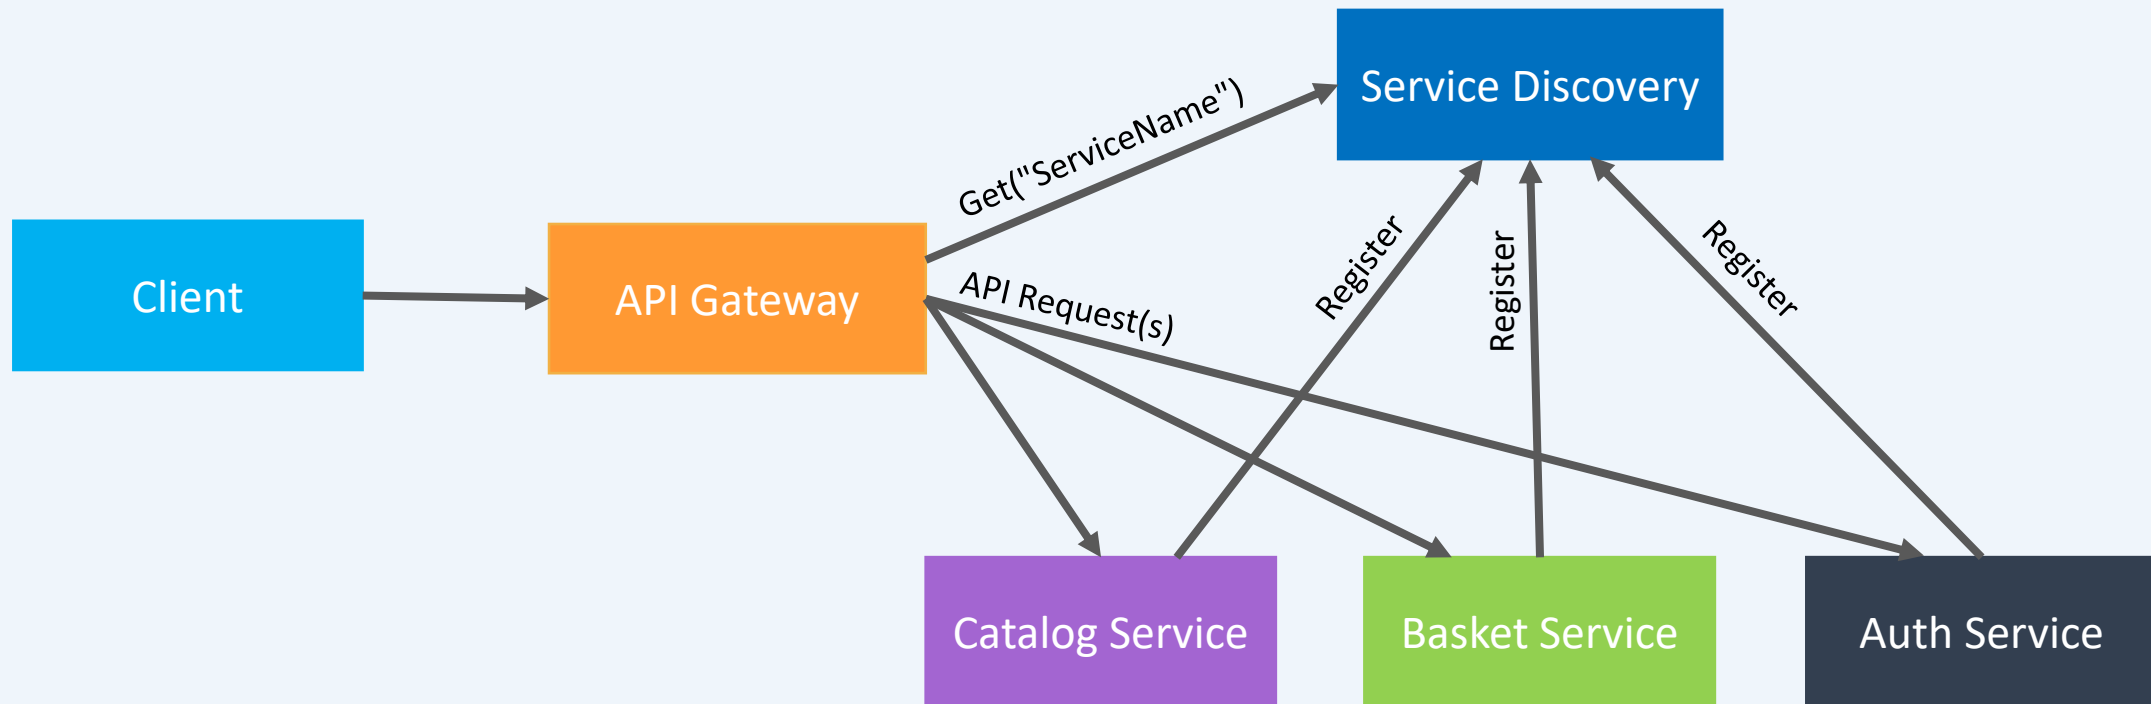 Service Discovery
Get("ServiceName")
Client
API Gateway
API Request(s)
Register
Register
Register
Catalog Service
Basket Service
Auth Service